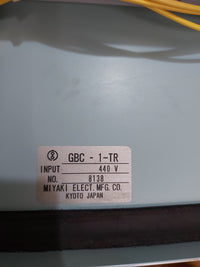 GBC - 1-TR
INPUT 440 V
NO. 8138
MIYAKI ELECT. MFG. CO.
KYOTO JAPAN